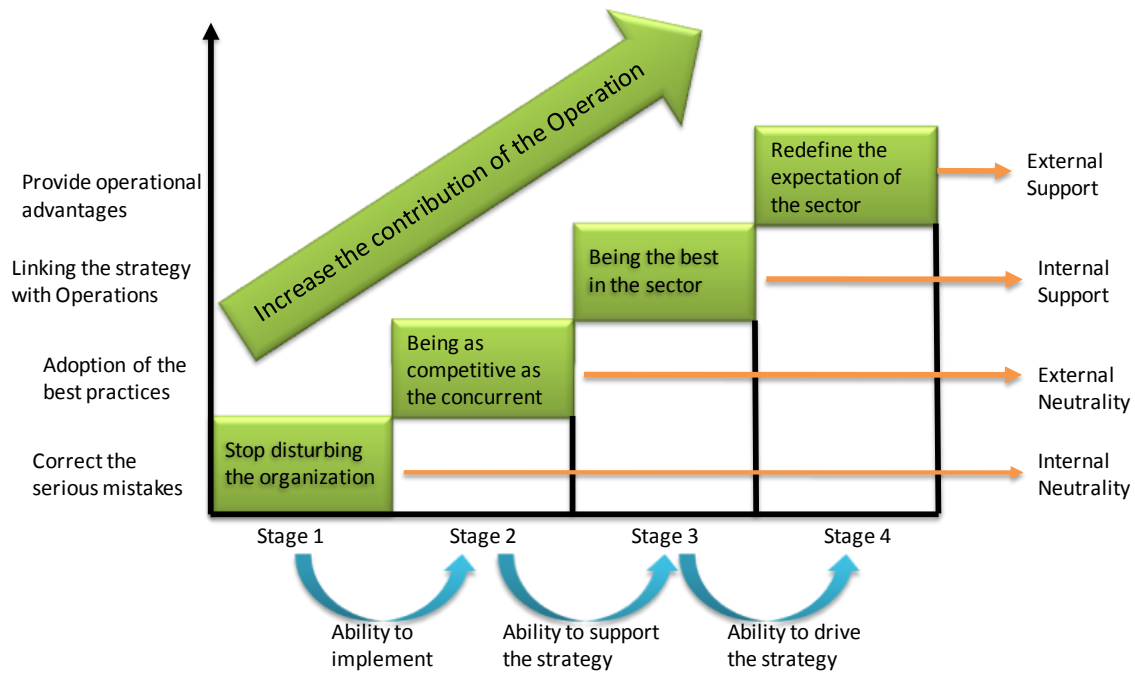 Increase the contribution of the Operation
Provide operational
advantages
Redefine the
expectation of
the sector
External
Support
Linking the strategy
with Operations
Being the best
in the sector
Internal
Support
Adoption of the
best practices
Being as
competitive as
the concurrent
External
Neutrality
Correct the
serious mistakes
Stop disturbing
the organization
Internal
Neutrality
Stage 1
Stage 2
Stage 3
Stage 4
Ability to
implement
Ability to support
the strategy
Ability to drive
the strategy